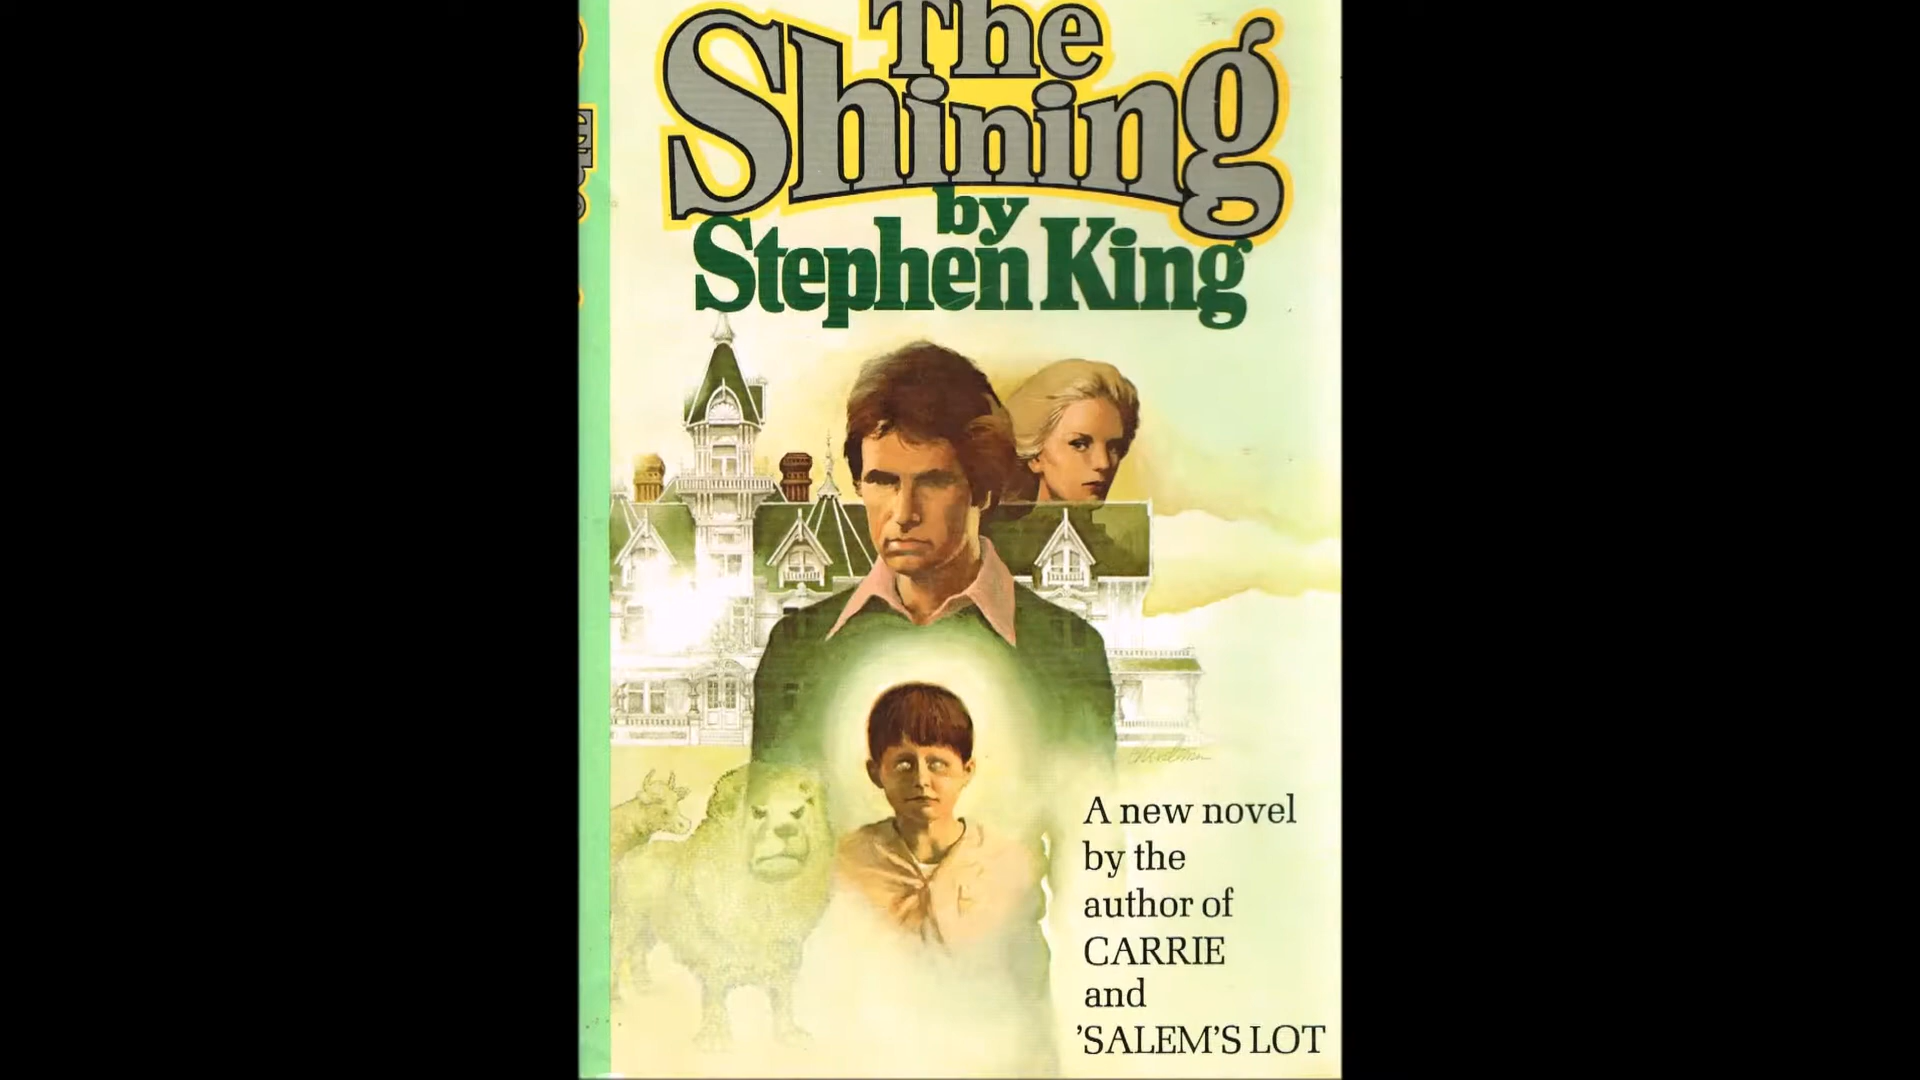 The
Shining
by
Stephen King
A new novel
by the
author of
CARRIE
and
'SALEM'S LOT